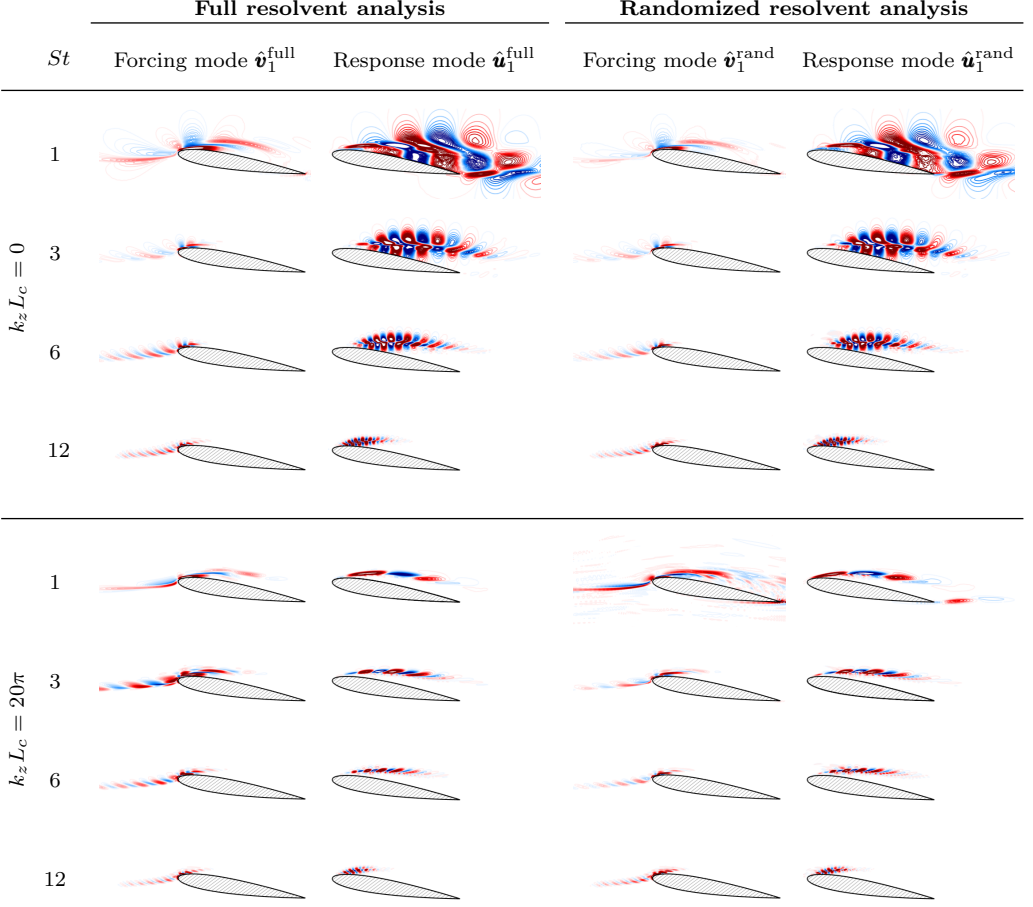 Full resolvent analysis Randomized resolvent analysis
St Forcing mode v̂₁^full Response mode û₁^full Forcing mode v̂₁^rand Response mode û₁^rand
k_z L_c = 0
1
3
6
12
k_z L_c = 20π
1
3
6
12